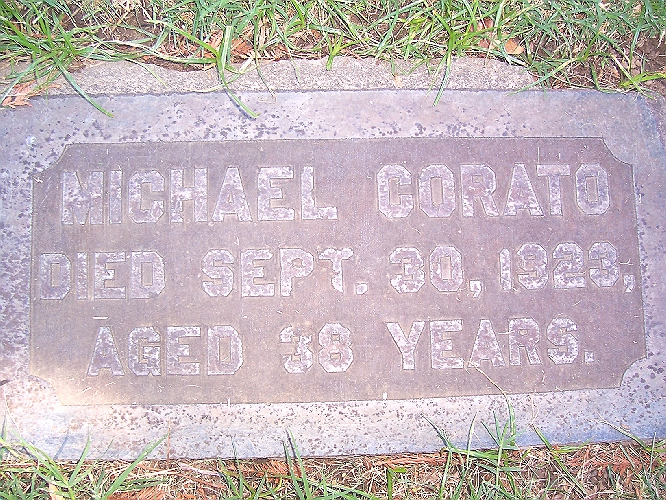 MICHAEL CORATO
DIED SEPT. 30, 1923,
AGED 38 YEARS.